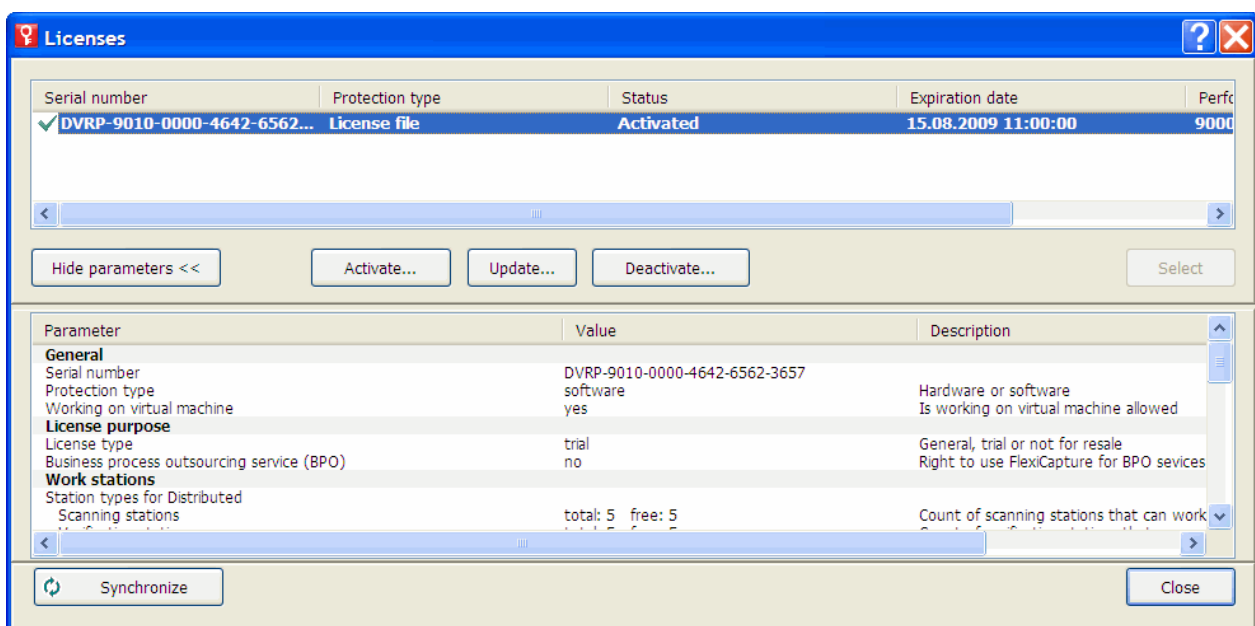 Licenses
Serial number Protection type Status Expiration date Perfo
DVRP-9010-0000-4642-6562... License file Activated 15.08.2009 11:00:00 9000
Hide parameters << Activate... Update... Deactivate... Select
Parameter Value Description
General
Serial number DVRP-9010-0000-4642-6562-3657
Protection type software Hardware or software
Working on virtual machine yes Is working on virtual machine allowed
License purpose
License type trial General, trial or not for resale
Business process outsourcing service (BPO) no Right to use FlexiCapture for BPO sevices
Work stations
Station types for Distributed
Scanning stations total: 5 free: 5 Count of scanning stations that can work
Synchronize Close